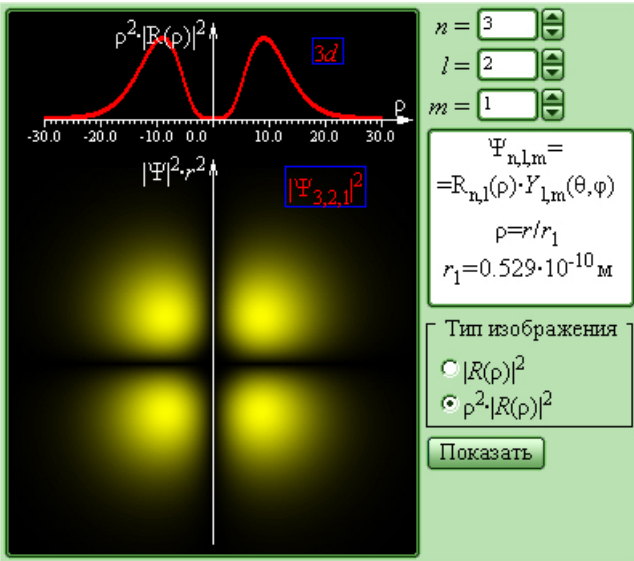 ρ²·|R(ρ)|²
3d
ρ
-30.0 -20.0 -10.0 0.0 10.0 20.0 30.0
|Ψ|²·r²
|Ψ3,2,1|²
n = 3
l = 2
m = 1
Ψn,l,m=
=Rn,l(ρ)·Yl,m(θ,φ)
ρ=r/r1
r1=0.529·10⁻¹⁰ м
Тип изображения
|R(ρ)|²
ρ²·|R(ρ)|²
Показать